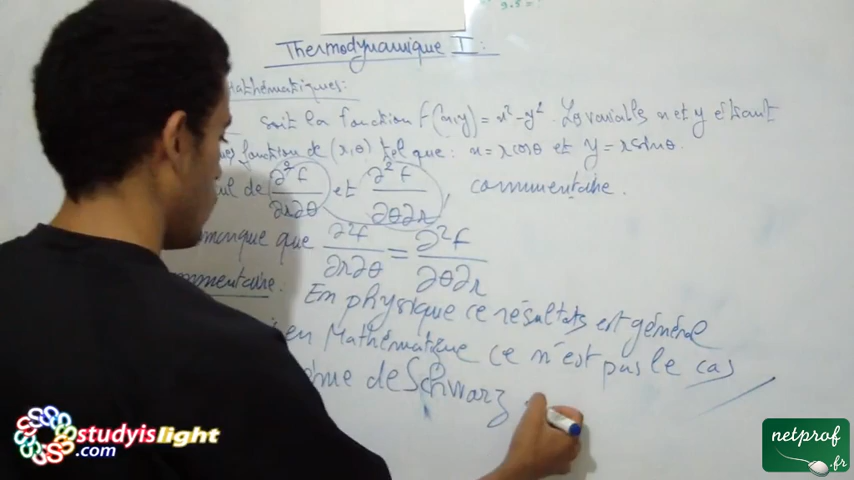 Thermodynamique I :
Mathématiques :
soit la fonction f(x,y) = x² - y². Les variables x et y étant
fonction de (r,θ) tel que : x = r cosθ et y = r sinθ.
de ∂²f/∂r∂θ et ∂²f/∂θ∂r, commentaire.
que ∂²f/∂r∂θ = ∂²f/∂θ∂r
commentaire. En physique ce résultats est général
en Mathématique ce n'est pas le cas
de Schwarz
studyislight
.com
netprof
.fr